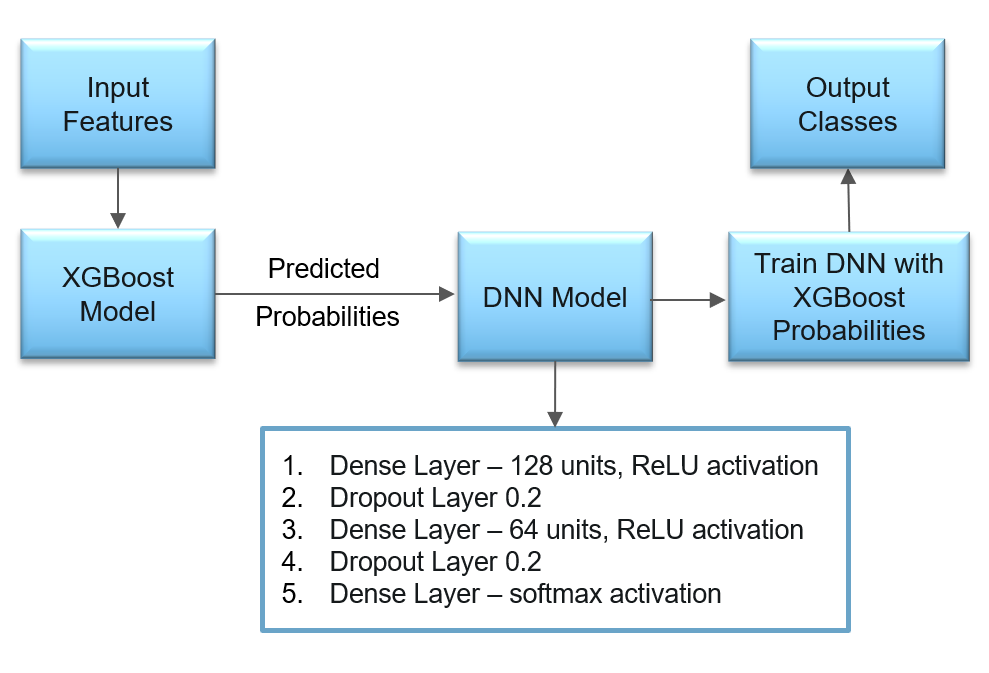 Input
Features
Output
Classes
XGBoost
Model
Predicted
Probabilities
DNN Model
Train DNN with
XGBoost
Probabilities
1. Dense Layer – 128 units, ReLU activation
2. Dropout Layer 0.2
3. Dense Layer – 64 units, ReLU activation
4. Dropout Layer 0.2
5. Dense Layer – softmax activation